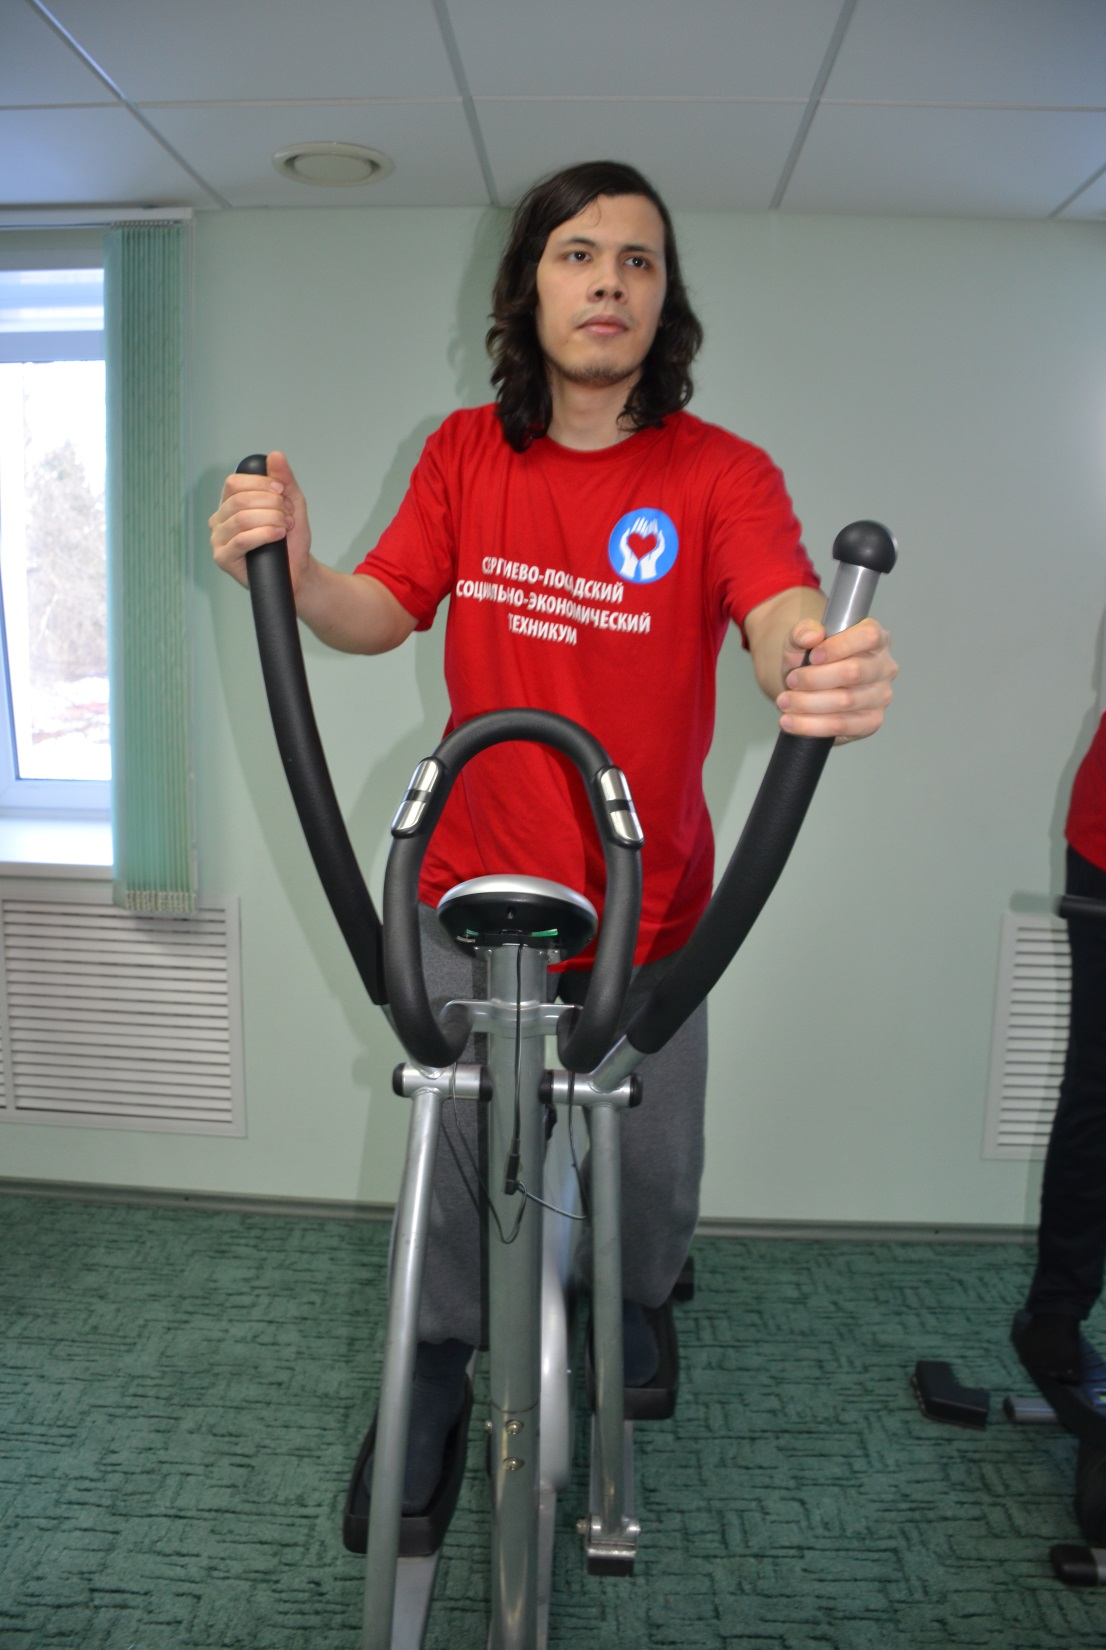 СЕРГИЕВО-ПОСАДСКИЙ
СОЦИАЛЬНО-ЭКОНОМИЧЕСКИЙ
ТЕХНИКУМ